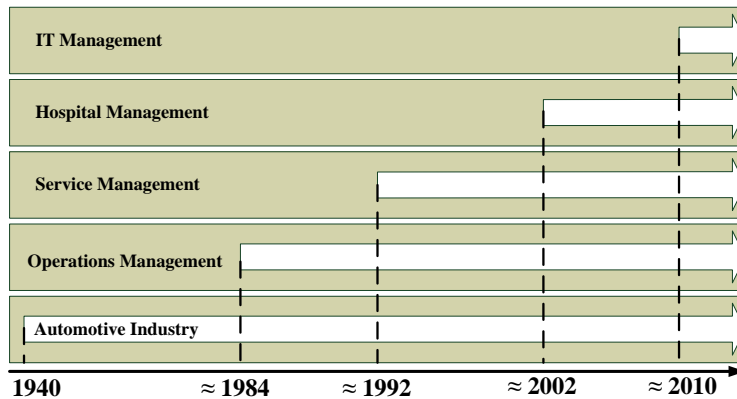 IT Management
Hospital Management
Service Management
Operations Management
Automotive Industry
1940 ≈ 1984 ≈ 1992 ≈ 2002 ≈ 2010